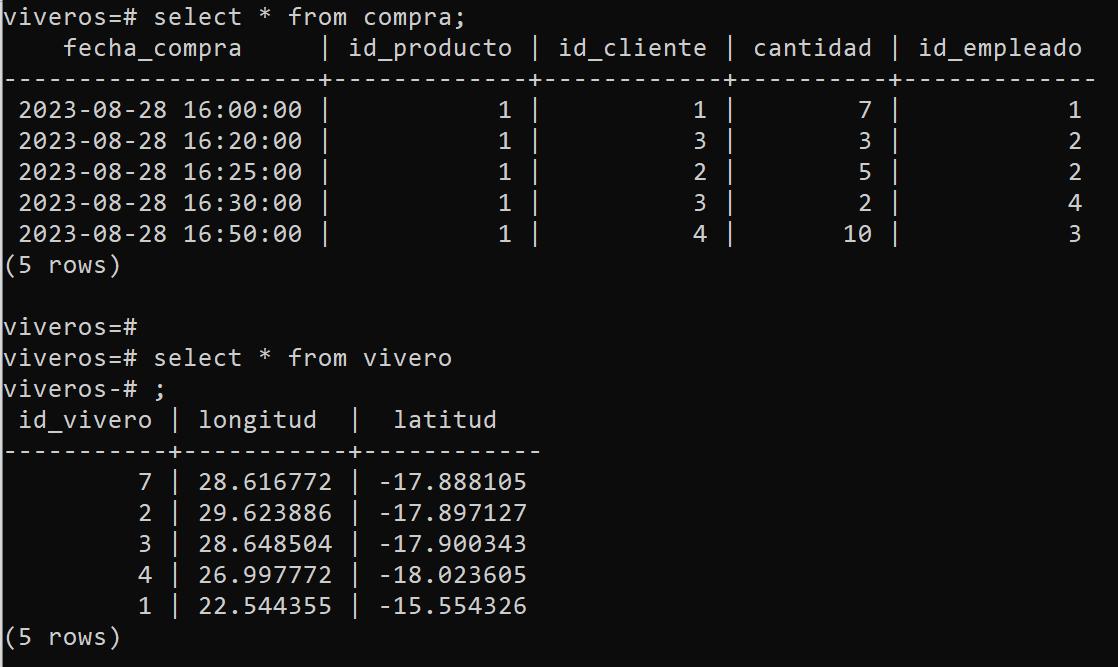 viveros=# select * from compra;
    fecha_compra     | id_producto | id_cliente | cantidad | id_empleado
---------------------+-------------+------------+----------+-------------
 2023-08-28 16:00:00 |           1 |          1 |        7 |           1
 2023-08-28 16:20:00 |           1 |          3 |        3 |           2
 2023-08-28 16:25:00 |           1 |          2 |        5 |           2
 2023-08-28 16:30:00 |           1 |          3 |        2 |           4
 2023-08-28 16:50:00 |           1 |          4 |       10 |           3
(5 rows)

viveros=#
viveros=# select * from vivero
viveros-# ;
 id_vivero | longitud  |  latitud
-----------+-----------+------------
         7 | 28.616772 | -17.888105
         2 | 29.623886 | -17.897127
         3 | 28.648504 | -17.900343
         4 | 26.997772 | -18.023605
         1 | 22.544355 | -15.554326
(5 rows)